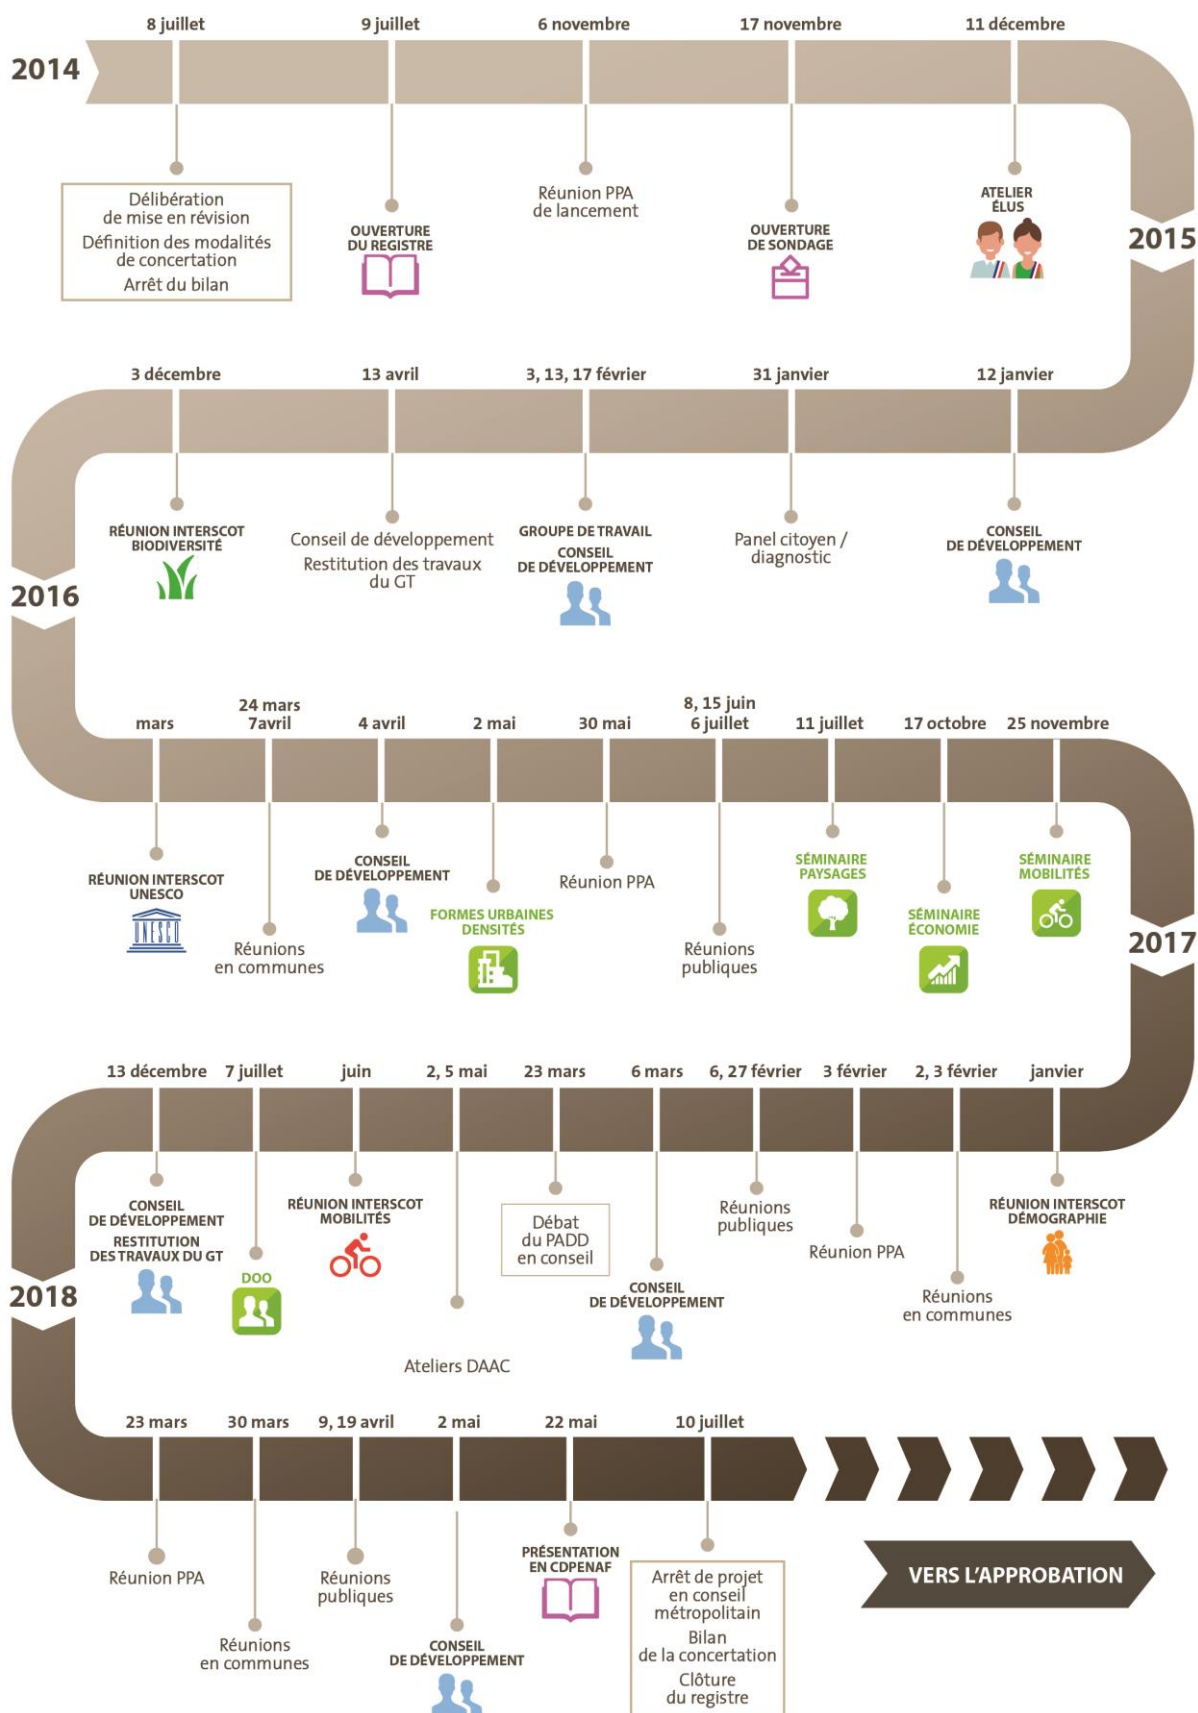 8 juillet
9 juillet
6 novembre
17 novembre
11 décembre
2014
Délibération
de mise en révision
Définition des modalités
de concertation
Arrêt du bilan
OUVERTURE
DU REGISTRE
Réunion PPA
de lancement
OUVERTURE
DE SONDAGE
ATELIER
ÉLUS
2015
3 décembre
13 avril
3, 13, 17 février
31 janvier
12 janvier
RÉUNION INTERSCOT
BIODIVERSITÉ
Conseil de développement
Restitution des travaux
du GT
GROUPE DE TRAVAIL
CONSEIL
DE DÉVELOPPEMENT
Panel citoyen /
diagnostic
CONSEIL
DE DÉVELOPPEMENT
2016
mars
24 mars
7avril
4 avril
2 mai
30 mai
8, 15 juin
6 juillet
11 juillet
17 octobre
25 novembre
RÉUNION INTERSCOT
UNESCO
UNESCO
Réunions
en communes
CONSEIL
DE DÉVELOPPEMENT
FORMES URBAINES
DENSITÉS
Réunion PPA
Réunions
publiques
SÉMINAIRE
PAYSAGES
SÉMINAIRE
ÉCONOMIE
SÉMINAIRE
MOBILITÉS
2017
13 décembre
7 juillet
juin
2, 5 mai
23 mars
6 mars
6, 27 février
3 février
2, 3 février
janvier
CONSEIL
DE DÉVELOPPEMENT
RESTITUTION
DES TRAVAUX DU GT
DOO
RÉUNION INTERSCOT
MOBILITÉS
Ateliers DAAC
Débat
du PADD
en conseil
CONSEIL
DE DÉVELOPPEMENT
Réunions
publiques
Réunion PPA
Réunions
en communes
RÉUNION INTERSCOT
DÉMOGRAPHIE
2018
23 mars
30 mars
9, 19 avril
2 mai
22 mai
10 juillet
Réunion PPA
Réunions
en communes
Réunions
publiques
CONSEIL
DE DÉVELOPPEMENT
PRÉSENTATION
EN CDPENAF
Arrêt de projet
en conseil
métropolitain
Bilan
de la concertation
Clôture
du registre
VERS L'APPROBATION